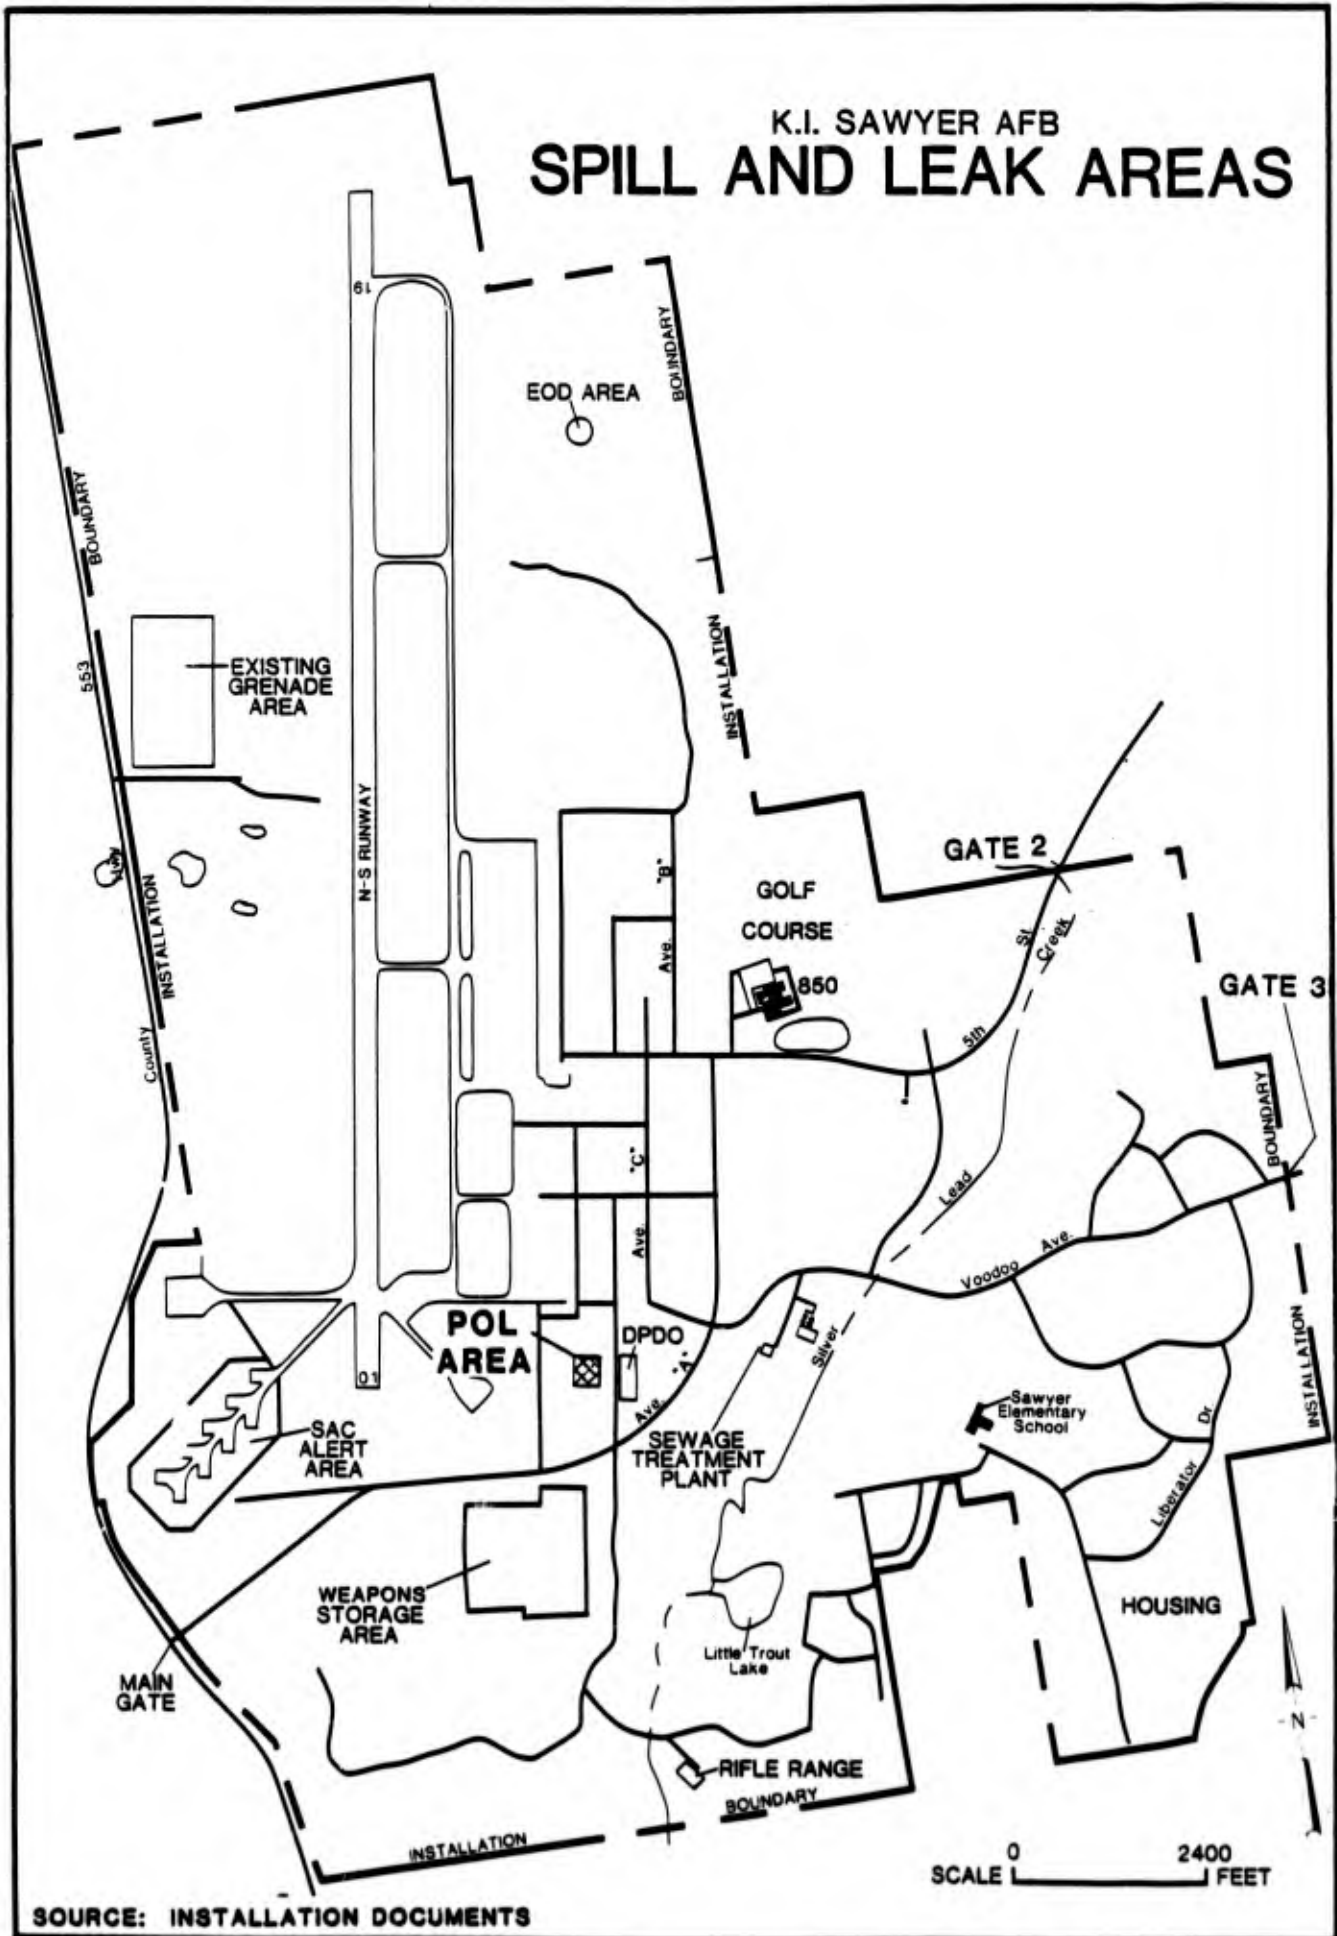 K.I. SAWYER AFB
SPILL AND LEAK AREAS
19
EOD AREA
BOUNDARY
BOUNDARY
INSTALLATION
553
EXISTING
GRENADE
AREA
N-S RUNWAY
Hwy
INSTALLATION
County
"B"
Ave.
GOLF
COURSE
850
GATE 2
St.
Creek
5th
GATE 3
BOUNDARY
"C"
Ave.
Lead
Voodoo Ave.
INSTALLATION
POL
AREA
DPDO
"A"
Ave.
Silver
01
SAC
ALERT
AREA
SEWAGE
TREATMENT
PLANT
Sawyer
Elementary
School
Liberator Dr
WEAPONS
STORAGE
AREA
HOUSING
Little Trout
Lake
MAIN
GATE
RIFLE RANGE
BOUNDARY
INSTALLATION
N
0 2400
SCALE FEET
SOURCE: INSTALLATION DOCUMENTS